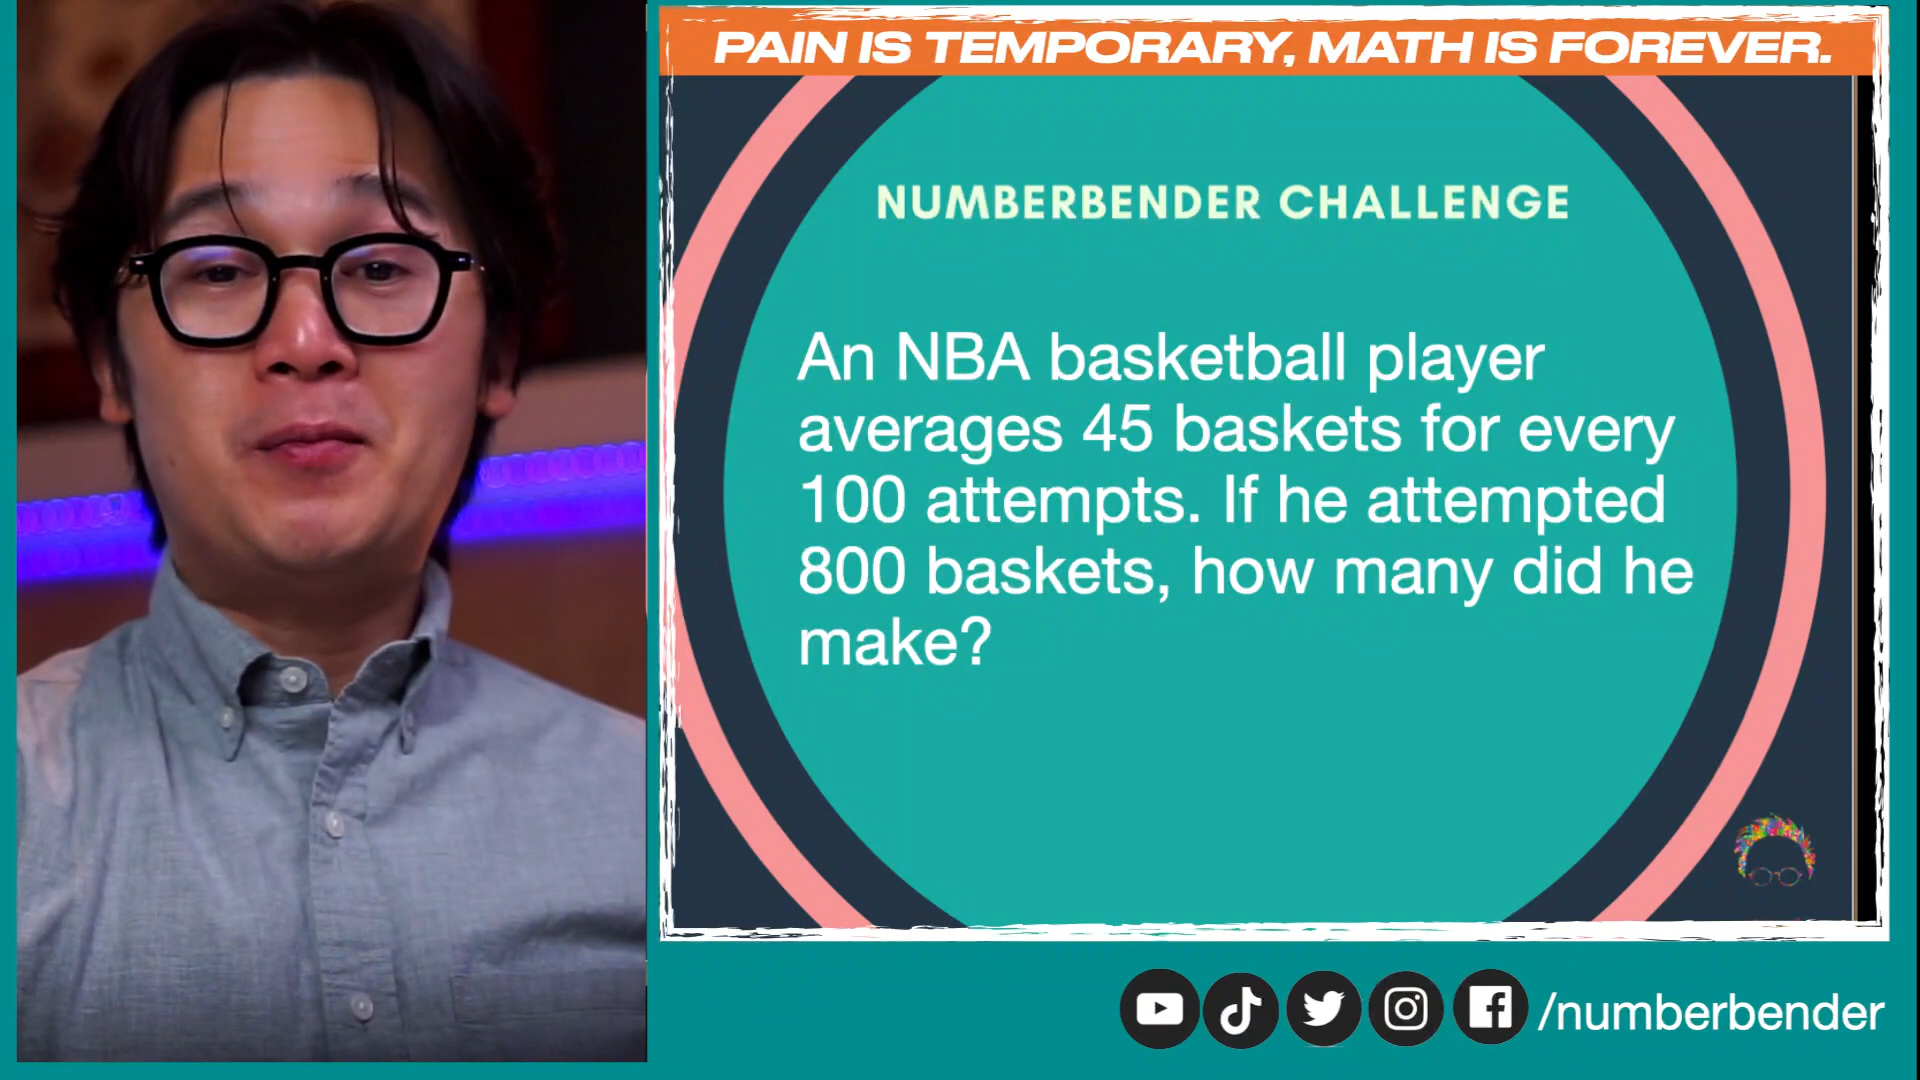 PAIN IS TEMPORARY, MATH IS FOREVER.
NUMBERBENDER CHALLENGE
An NBA basketball player
averages 45 baskets for every
100 attempts. If he attempted
800 baskets, how many did he
make?
/numberbender